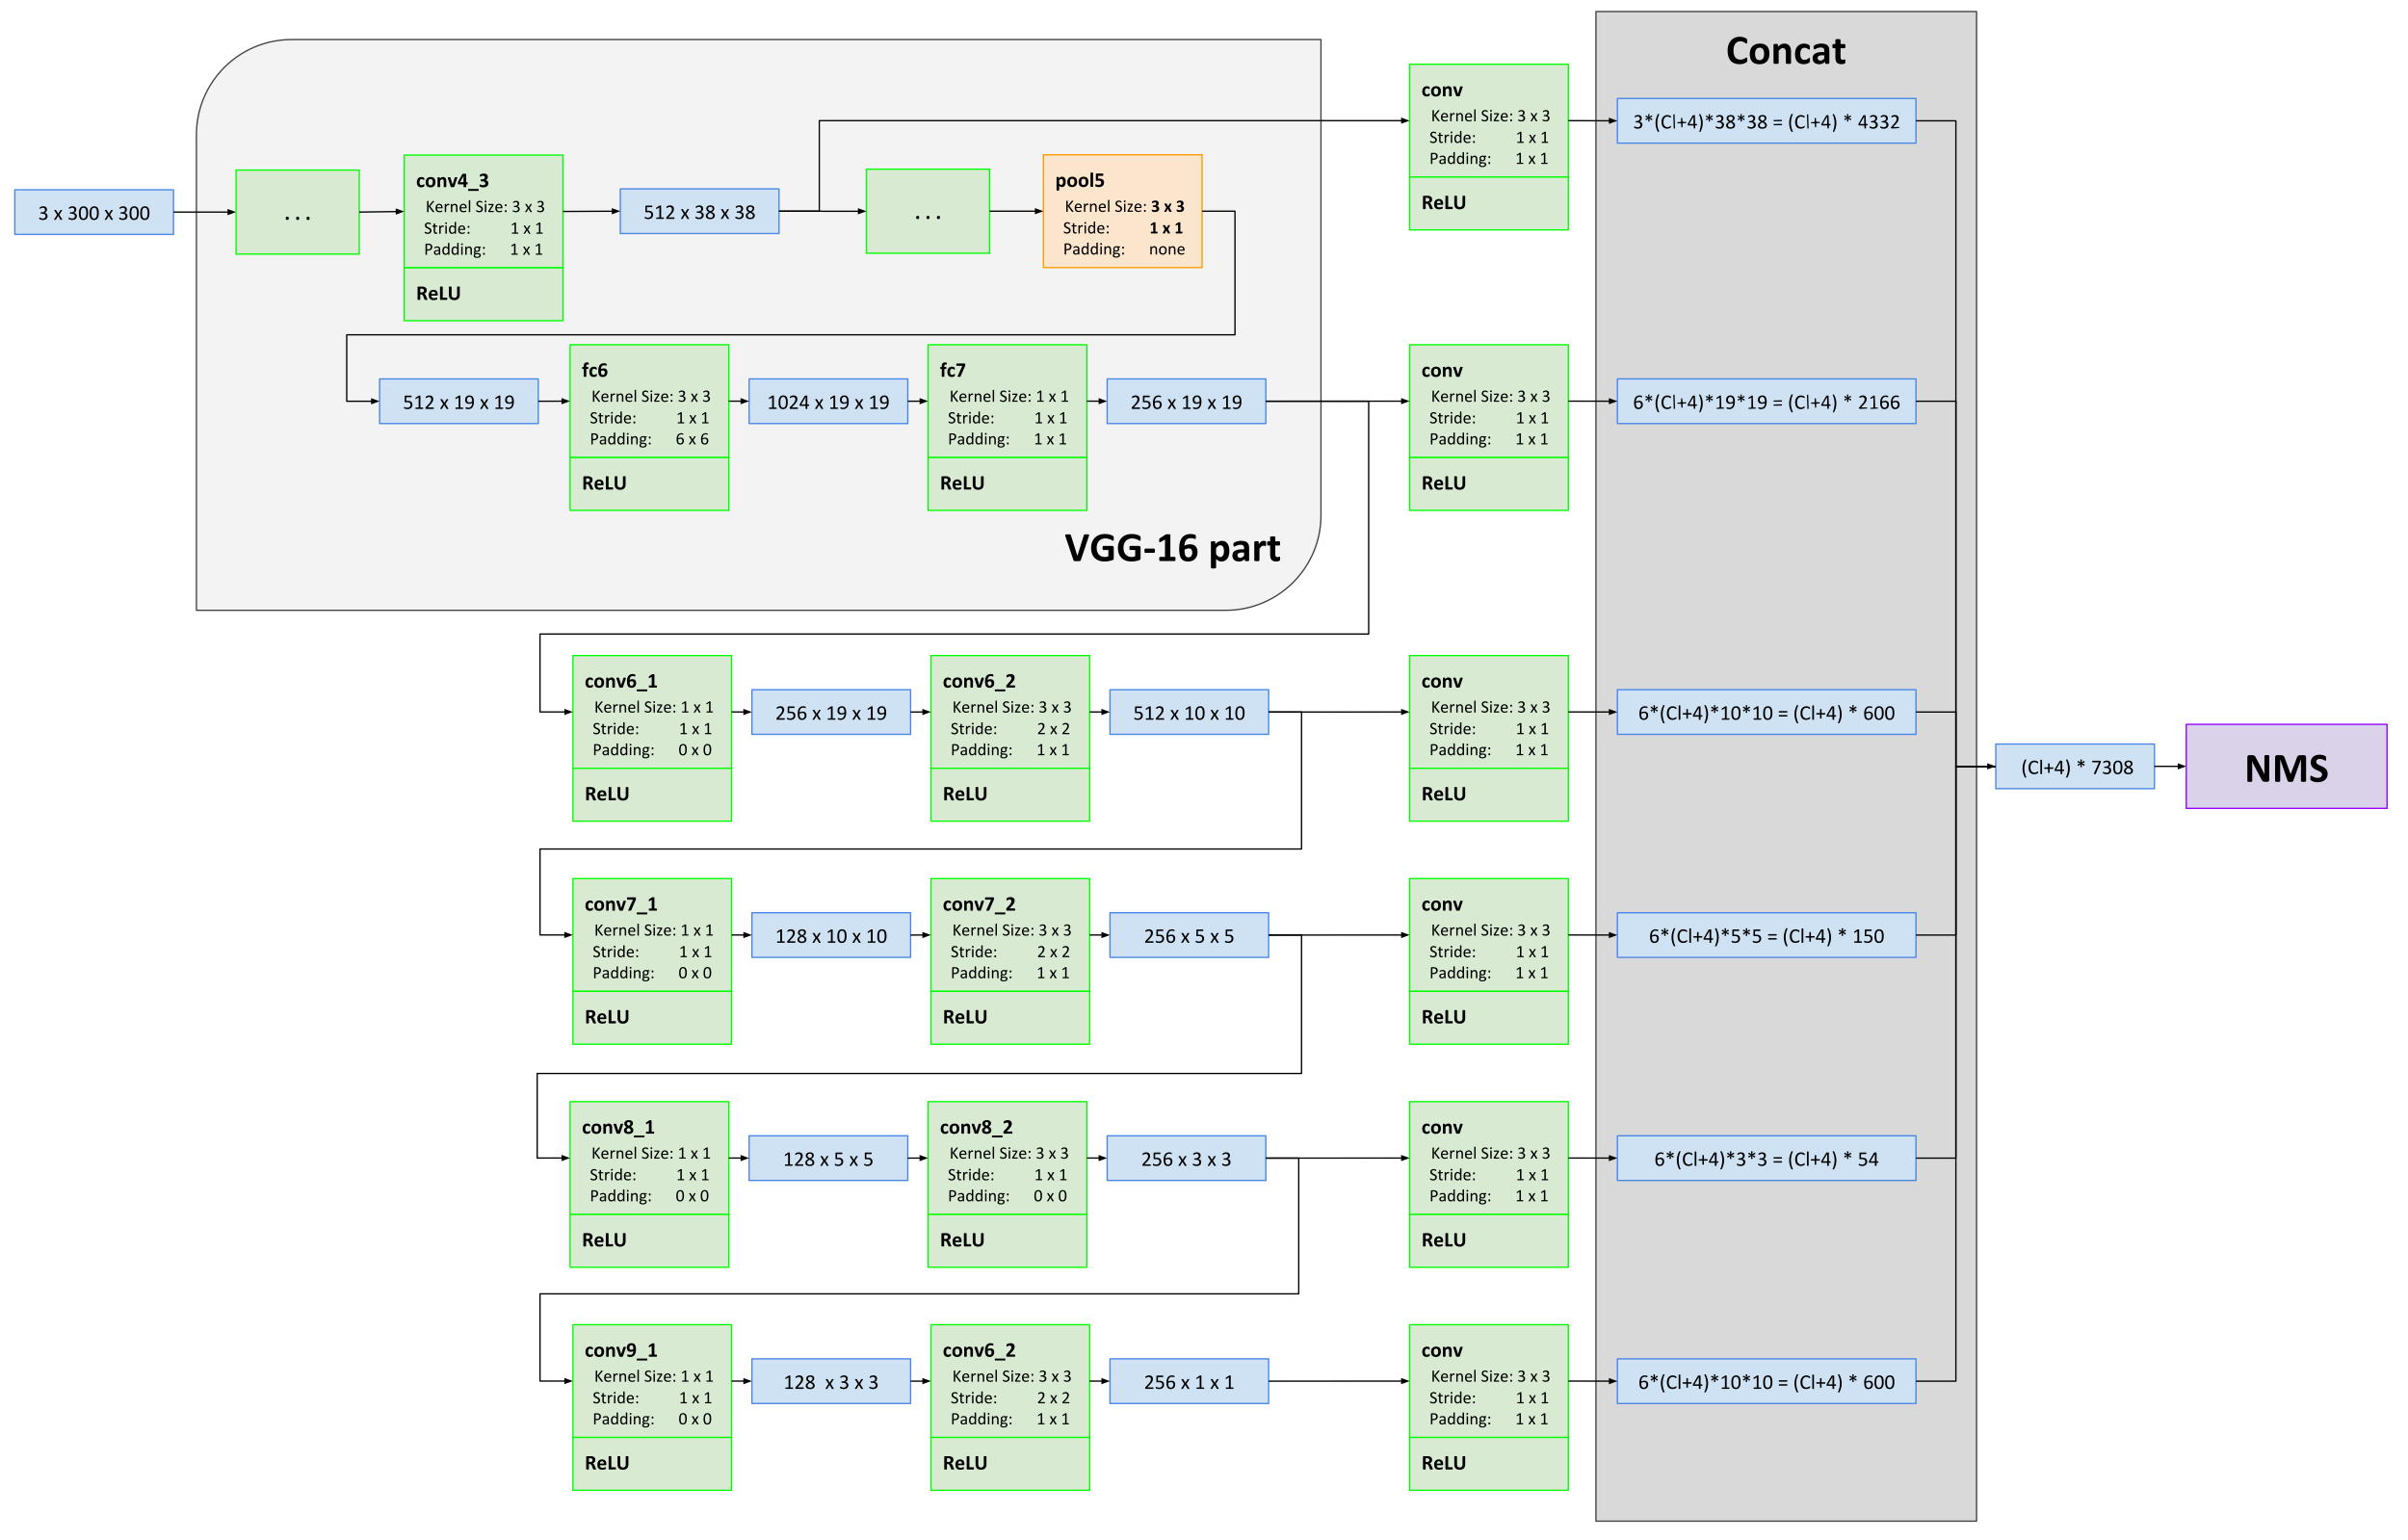 Concat
conv
Kernel Size: 3 x 3
Stride: 1 x 1
Padding: 1 x 1
ReLU
3*(Cl+4)*38*38 = (Cl+4) * 4332
3 x 300 x 300
...
conv4_3
Kernel Size: 3 x 3
Stride: 1 x 1
Padding: 1 x 1
ReLU
512 x 38 x 38
...
pool5
Kernel Size: 3 x 3
Stride: 1 x 1
Padding: none
512 x 19 x 19
fc6
Kernel Size: 3 x 3
Stride: 1 x 1
Padding: 6 x 6
ReLU
1024 x 19 x 19
fc7
Kernel Size: 1 x 1
Stride: 1 x 1
Padding: 1 x 1
ReLU
256 x 19 x 19
conv
Kernel Size: 3 x 3
Stride: 1 x 1
Padding: 1 x 1
ReLU
6*(Cl+4)*19*19 = (Cl+4) * 2166
VGG-16 part
conv6_1
Kernel Size: 1 x 1
Stride: 1 x 1
Padding: 0 x 0
ReLU
256 x 19 x 19
conv6_2
Kernel Size: 3 x 3
Stride: 2 x 2
Padding: 1 x 1
ReLU
512 x 10 x 10
conv
Kernel Size: 3 x 3
Stride: 1 x 1
Padding: 1 x 1
ReLU
6*(Cl+4)*10*10 = (Cl+4) * 600
(Cl+4) * 7308
NMS
conv7_1
Kernel Size: 1 x 1
Stride: 1 x 1
Padding: 0 x 0
ReLU
128 x 10 x 10
conv7_2
Kernel Size: 3 x 3
Stride: 2 x 2
Padding: 1 x 1
ReLU
256 x 5 x 5
conv
Kernel Size: 3 x 3
Stride: 1 x 1
Padding: 1 x 1
ReLU
6*(Cl+4)*5*5 = (Cl+4) * 150
conv8_1
Kernel Size: 1 x 1
Stride: 1 x 1
Padding: 0 x 0
ReLU
128 x 5 x 5
conv8_2
Kernel Size: 3 x 3
Stride: 1 x 1
Padding: 0 x 0
ReLU
256 x 3 x 3
conv
Kernel Size: 3 x 3
Stride: 1 x 1
Padding: 1 x 1
ReLU
6*(Cl+4)*3*3 = (Cl+4) * 54
conv9_1
Kernel Size: 1 x 1
Stride: 1 x 1
Padding: 0 x 0
ReLU
128 x 3 x 3
conv6_2
Kernel Size: 3 x 3
Stride: 2 x 2
Padding: 1 x 1
ReLU
256 x 1 x 1
conv
Kernel Size: 3 x 3
Stride: 1 x 1
Padding: 1 x 1
ReLU
6*(Cl+4)*10*10 = (Cl+4) * 600